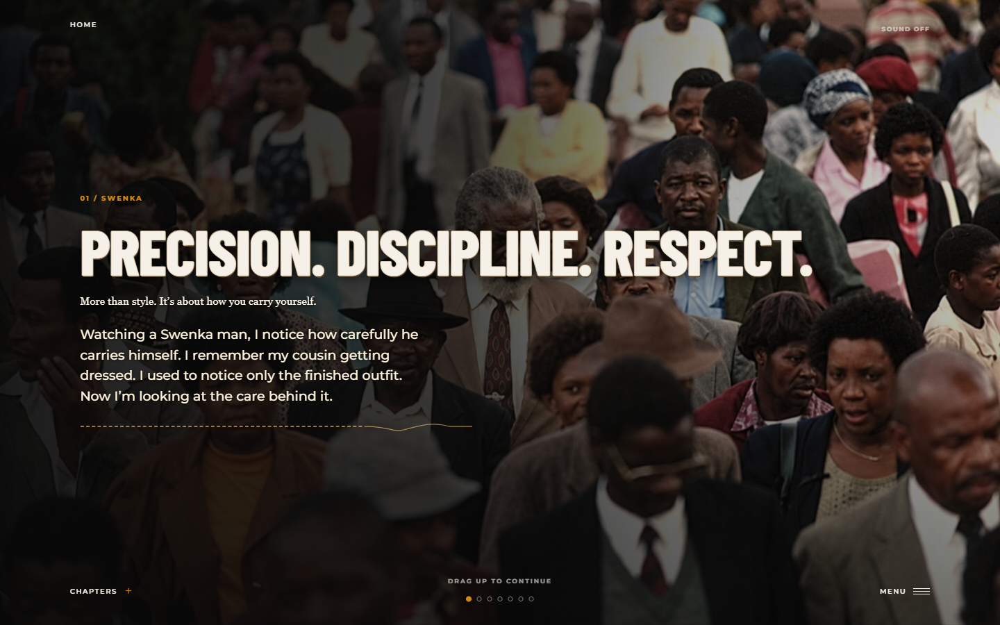 HOME
SOUND OFF
01 / SWENKA
PRECISION. DISCIPLINE. RESPECT.
More than style. It’s about how you carry yourself.
Watching a Swenka man, I notice how carefully he
carries himself. I remember my cousin getting
dressed. I used to notice only the finished outfit.
Now I’m looking at the care behind it.
DRAG UP TO CONTINUE
CHAPTERS +
MENU